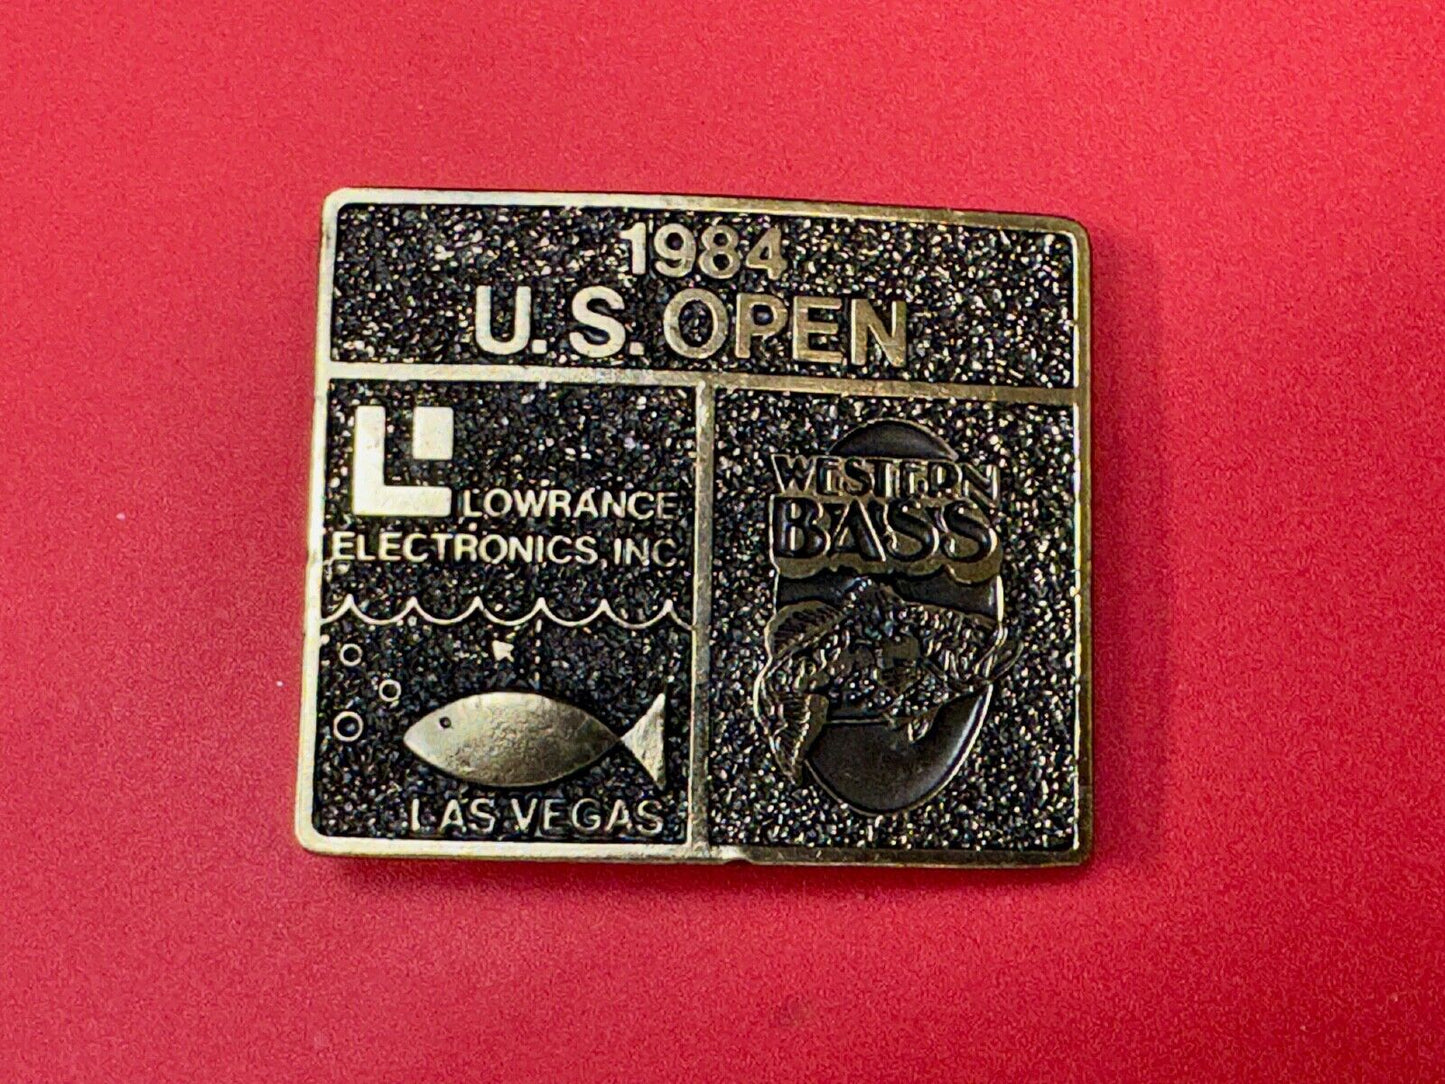 1984
U.S. OPEN
LOWRANCE
ELECTRONICS, INC
LAS VEGAS
WESTERN
BASS